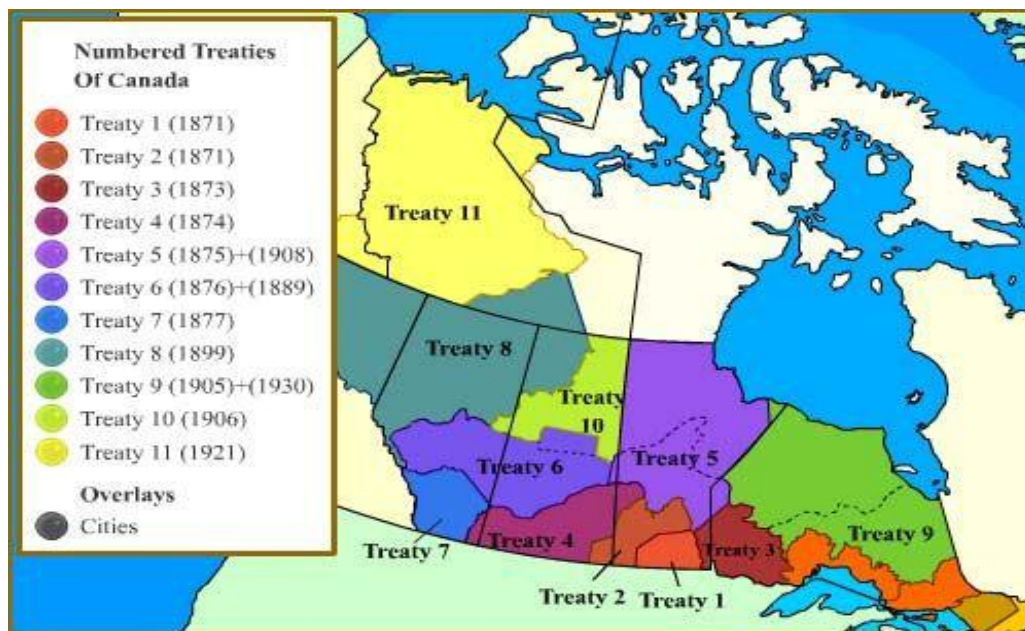 Numbered Treaties
Of Canada
Treaty 1 (1871)
Treaty 2 (1871)
Treaty 3 (1873)
Treaty 4 (1874)
Treaty 5 (1875)+(1908)
Treaty 6 (1876)+(1889)
Treaty 7 (1877)
Treaty 8 (1899)
Treaty 9 (1905)+(1930)
Treaty 10 (1906)
Treaty 11 (1921)
Overlays
Cities
Treaty 11
Treaty 8
Treaty
10
Treaty 6
Treaty 5
Treaty 7
Treaty 4
Treaty 3
Treaty 9
Treaty
2
Treaty 1